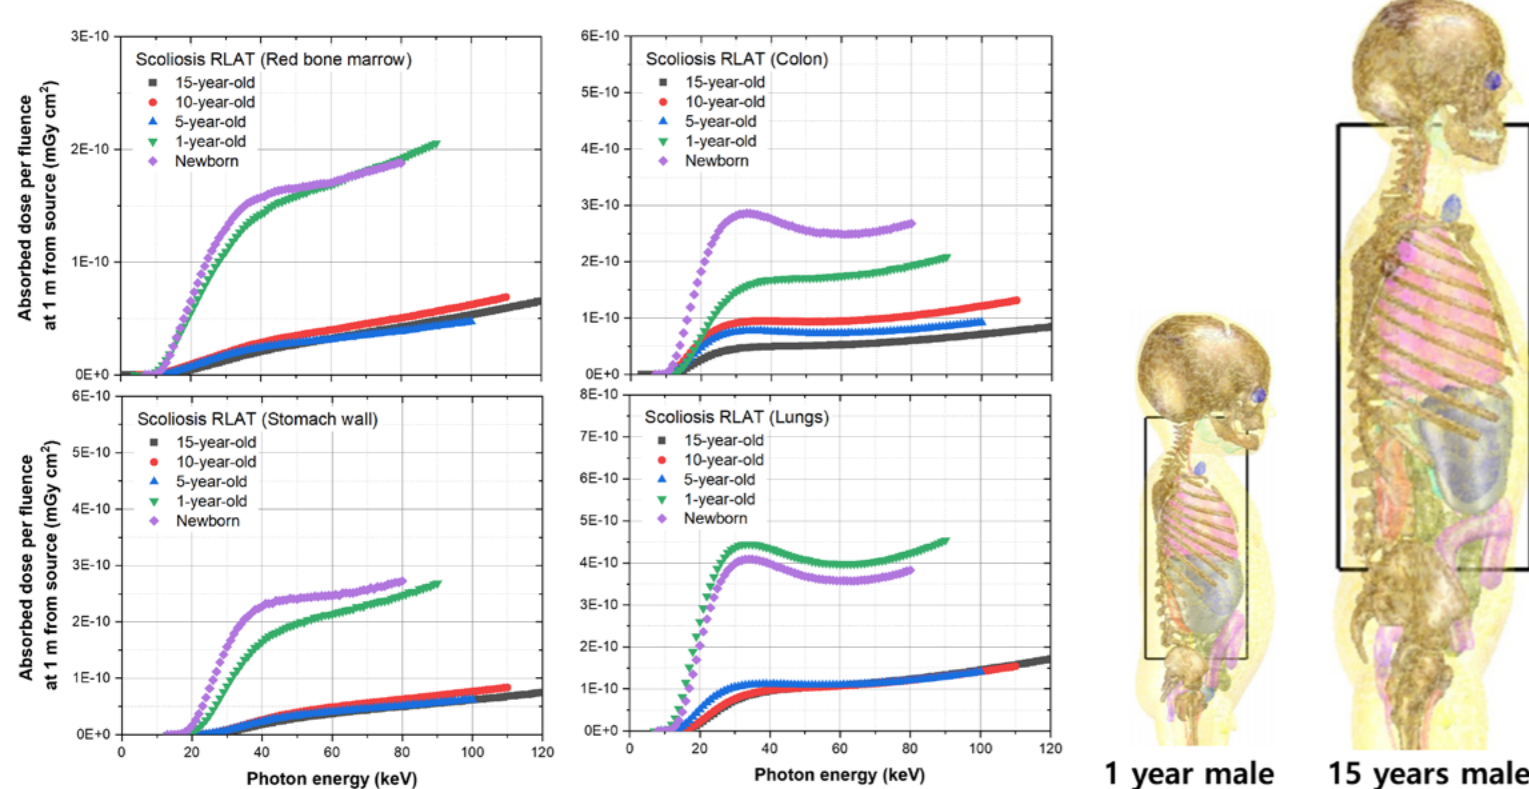 Absorbed dose per fluence
at 1 m from source (mGy cm²)
3E-10
2E-10
1E-10
0E+0
Scoliosis RLAT (Red bone marrow)
15-year-old
10-year-old
5-year-old
1-year-old
Newborn
6E-10
5E-10
4E-10
3E-10
2E-10
1E-10
0E+0
Scoliosis RLAT (Colon)
15-year-old
10-year-old
5-year-old
1-year-old
Newborn
Absorbed dose per fluence
at 1 m from source (mGy cm²)
6E-10
5E-10
4E-10
3E-10
2E-10
1E-10
0E+0
Scoliosis RLAT (Stomach wall)
15-year-old
10-year-old
5-year-old
1-year-old
Newborn
0 20 40 60 80 100 120
Photon energy (keV)
8E-10
7E-10
6E-10
5E-10
4E-10
3E-10
2E-10
1E-10
0E+0
Scoliosis RLAT (Lungs)
15-year-old
10-year-old
5-year-old
1-year-old
Newborn
0 20 40 60 80 100 120
Photon energy (keV)
1 year male
15 years male